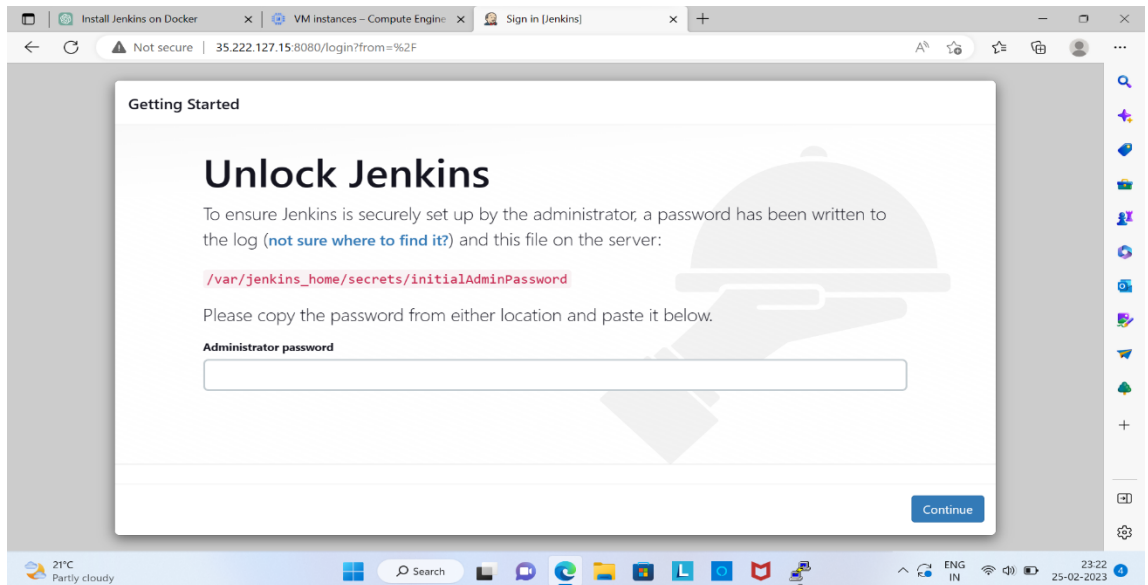 Install Jenkins on Docker
VM instances – Compute Engine
Sign in [Jenkins]
Not secure | 35.222.127.15:8080/login?from=%2F
Getting Started
Unlock Jenkins
To ensure Jenkins is securely set up by the administrator, a password has been written to
the log (not sure where to find it?) and this file on the server:
/var/jenkins_home/secrets/initialAdminPassword
Please copy the password from either location and paste it below.
Administrator password
Continue
21°C
Partly cloudy
Search
L
ENG
IN
23:22
25-02-2023
4